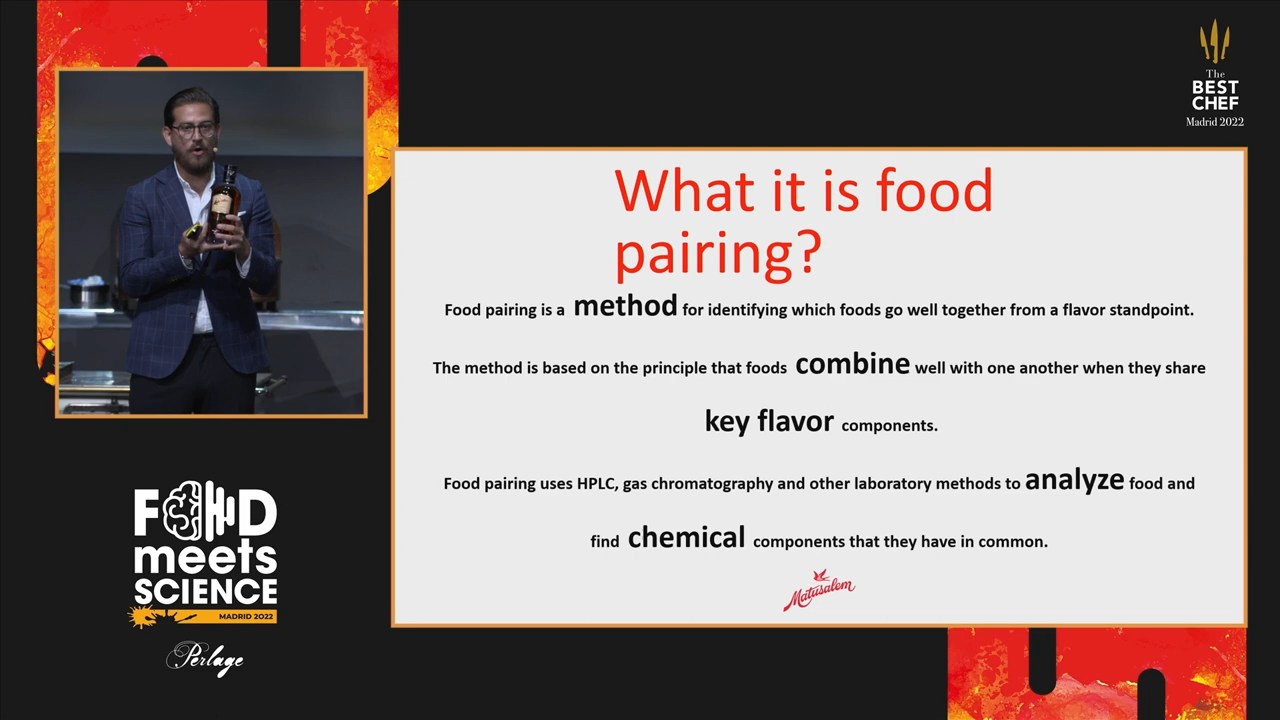 The
BEST
CHEF
Madrid 2022
What it is food
pairing?
Food pairing is a method for identifying which foods go well together from a flavor standpoint.
The method is based on the principle that foods combine well with one another when they share
key flavor components.
Food pairing uses HPLC, gas chromatography and other laboratory methods to analyze food and
find chemical components that they have in common.
Matusalem
FOOD
meets
SCIENCE
MADRID 2022
Perlage